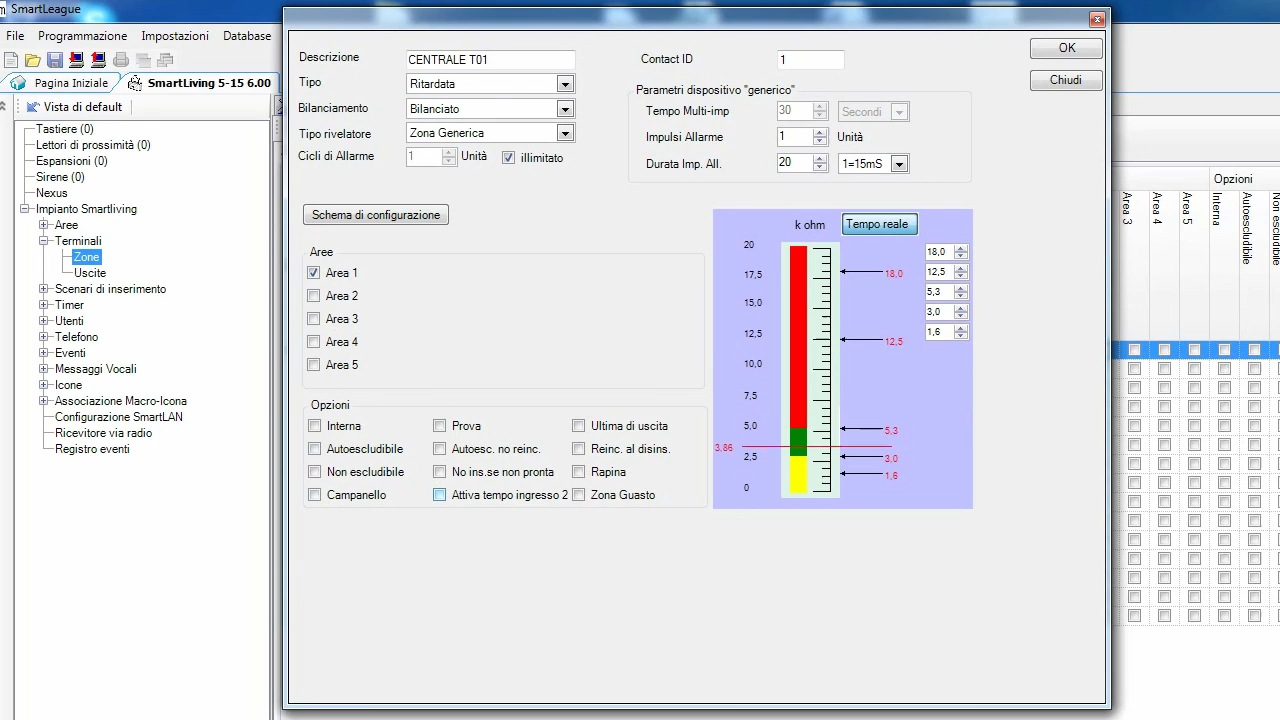 SmartLeague
File Programmazione Impostazioni Database
Pagina Iniziale SmartLiving 5-15 6.00
Vista di default
Tastiere (0)
Lettori di prossimità (0)
Espansioni (0)
Sirene (0)
Nexus
Impianto Smartliving
Aree
Terminali
Zone
Uscite
Scenari di inserimento
Timer
Utenti
Telefono
Eventi
Messaggi Vocali
Icone
Associazione Macro-Icona
Configurazione SmartLAN
Ricevitore via radio
Registro eventi
Descrizione CENTRALE T01
Tipo Ritardata
Bilanciamento Bilanciato
Tipo rivelatore Zona Generica
Cicli di Allarme 1 Unità illimitato
Contact ID 1
Parametri dispositivo "generico"
Tempo Multi-imp 30 Secondi
Impulsi Allarme 1 Unità
Durata Imp. All. 20 1=15mS
OK
Chiudi
Schema di configurazione
Aree
Area 1
Area 2
Area 3
Area 4
Area 5
Opzioni
Interna Prova Ultima di uscita
Autoescludibile Autoesc. no reinc. Reinc. al disins.
Non escludibile No ins.se non pronta Rapina
Campanello Attiva tempo ingresso 2 Zona Guasto
k ohm Tempo reale
20
17,5
15,0
12,5
10,0
7,5
5,0
2,5
0
3,86
18,0
12,5
5,3
3,0
1,6
18,0
12,5
5,3
3,0
1,6
Opzioni
Area 3
Area 4
Area 5
Interna
Autoescludibile
Non escludibile